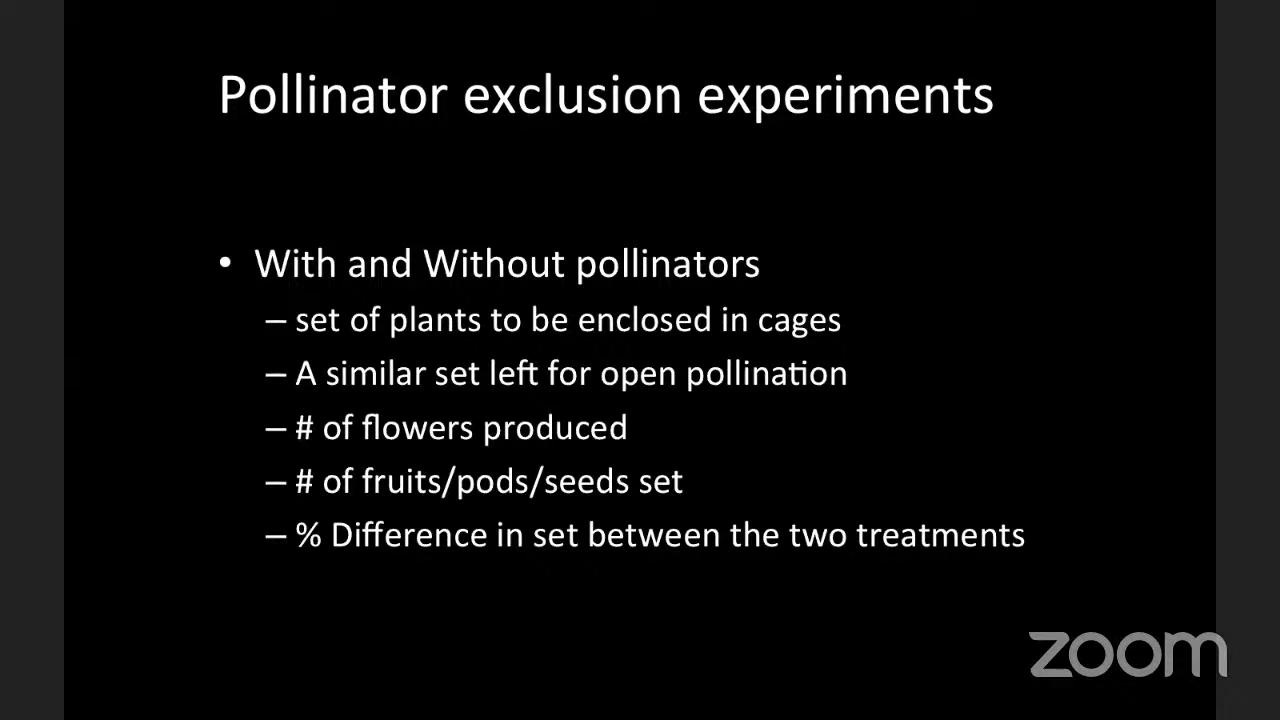 Pollinator exclusion experiments
• With and Without pollinators
– set of plants to be enclosed in cages
– A similar set left for open pollination
– # of flowers produced
– # of fruits/pods/seeds set
– % Difference in set between the two treatments
zoom